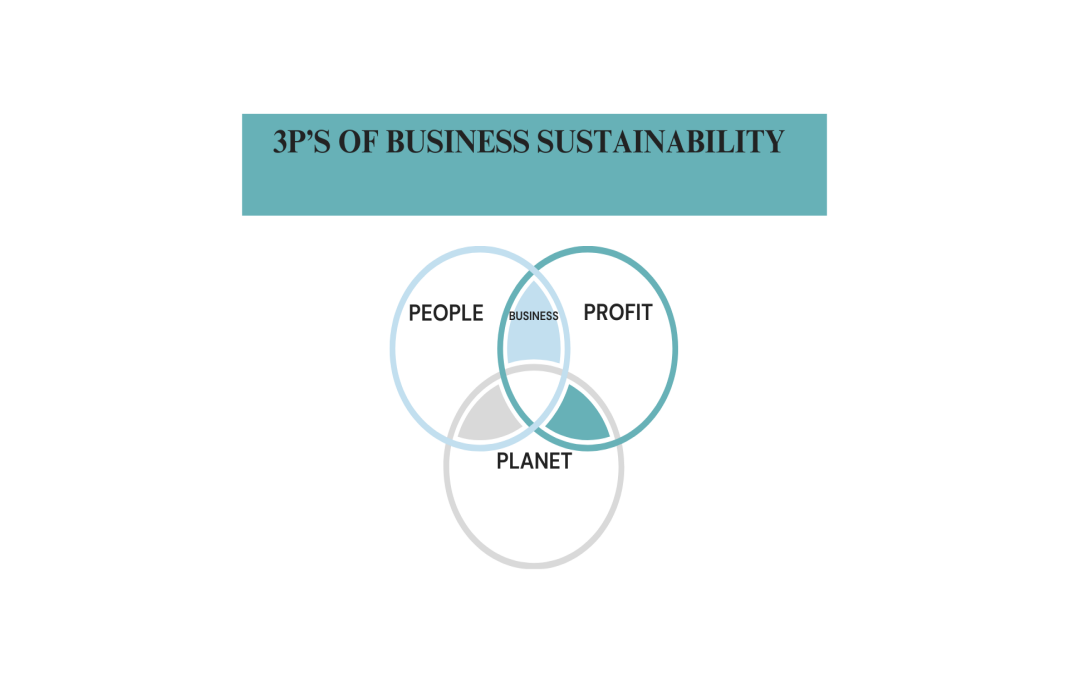 3P’S OF BUSINESS SUSTAINABILITY
PEOPLE
BUSINESS
PROFIT
PLANET